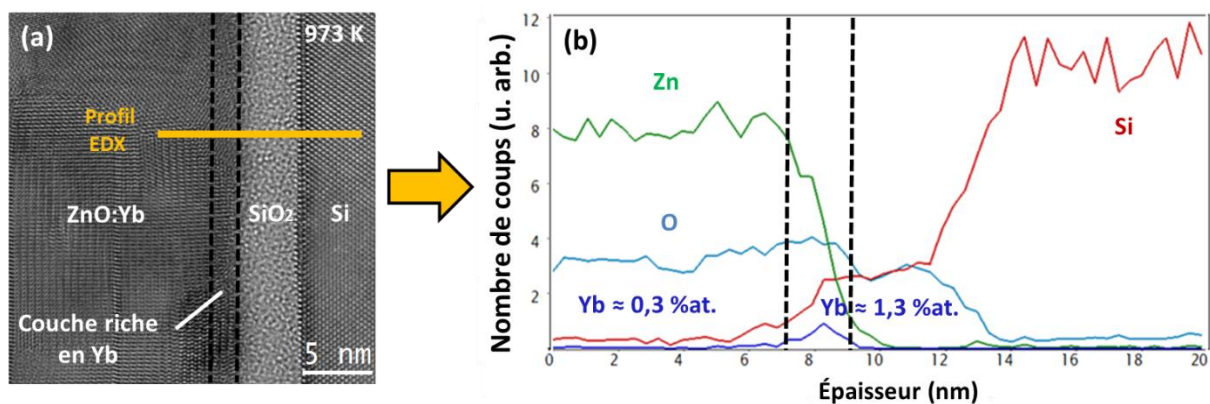 (a)
973 K
Profil
EDX
ZnO:Yb
SiO₂
Si
Couche riche
en Yb
5 nm
(b)
Nombre de coups (u. arb.)
12
10
8
6
4
2
0
Zn
O
Si
Yb ≈ 0,3 %at.
Yb ≈ 1,3 %at.
0 2 4 6 8 10 12 14 16 18 20
Épaisseur (nm)